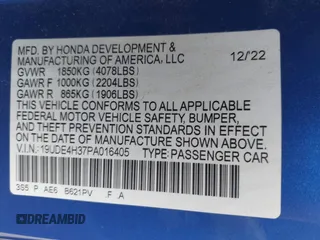 MFD. BY HONDA DEVELOPMENT &
MANUFACTURING OF AMERICA, LLC 12/22
GVWR 1850KG (4078LBS)
GAWR F 1000KG (2204LBS)
GAWR R 865KG (1906LBS)
THIS VEHICLE CONFORMS TO ALL APPLICABLE
FEDERAL MOTOR VEHICLE SAFETY, BUMPER,
AND THEFT PREVENTION STANDARDS IN
EFFECT ON THE DATE OF MANUFACTURE
SHOWN ABOVE.
V.I.N: 19UDE4H37PA016405 TYPE: PASSENGER CAR
3S5 P AE6 B621PV F A
DREAMBID